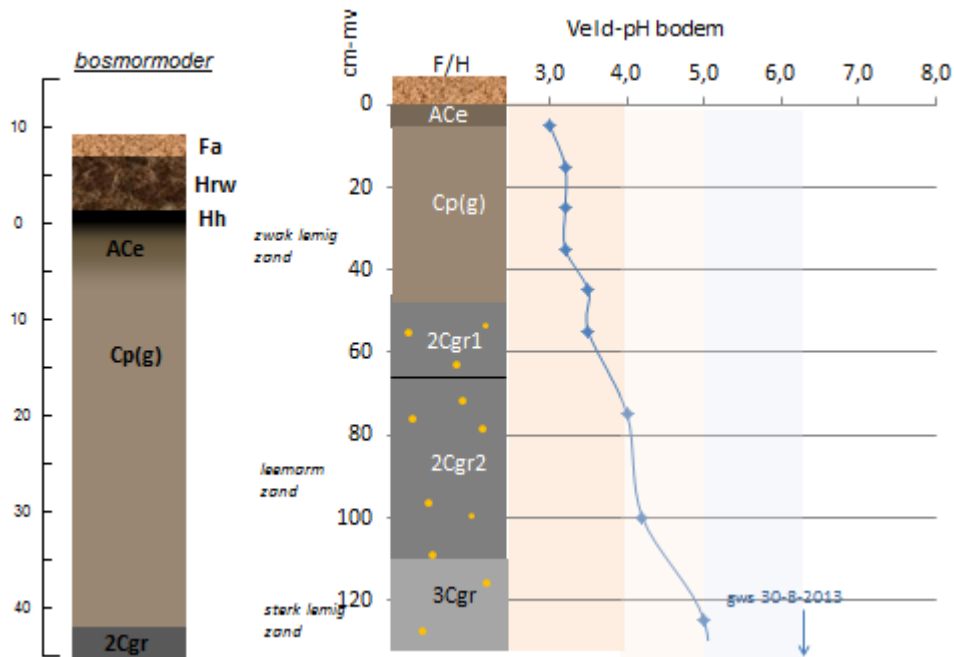 bosmormoder
10
0
10
20
30
40
Fa
Hrw
Hh
ACe
Cp(g)
2Cgr
zwak lemig
zand
leemarm
zand
sterk lemig
zand
cm-mv
Veld-pH bodem
F/H
3,0
4,0
5,0
6,0
7,0
8,0
0
20
40
60
80
100
120
ACe
Cp(g)
2Cgr1
2Cgr2
3Cgr
gws 30-8-2013